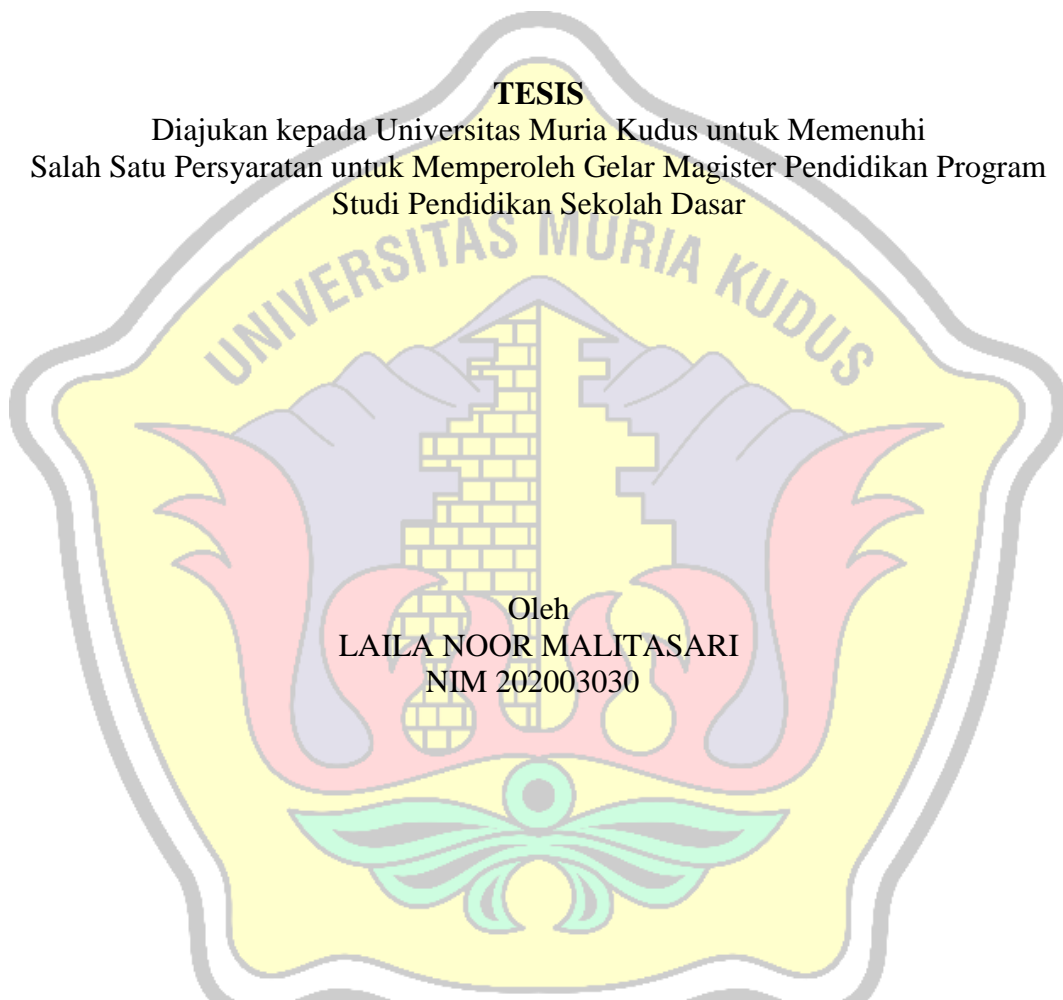 TESIS
Diajukan kepada Universitas Muria Kudus untuk Memenuhi
Salah Satu Persyaratan untuk Memperoleh Gelar Magister Pendidikan Program
Studi Pendidikan Sekolah Dasar
UNIVERSITAS MURIA KUDUS
Oleh
LAILA NOOR MALITASARI
NIM 202003030